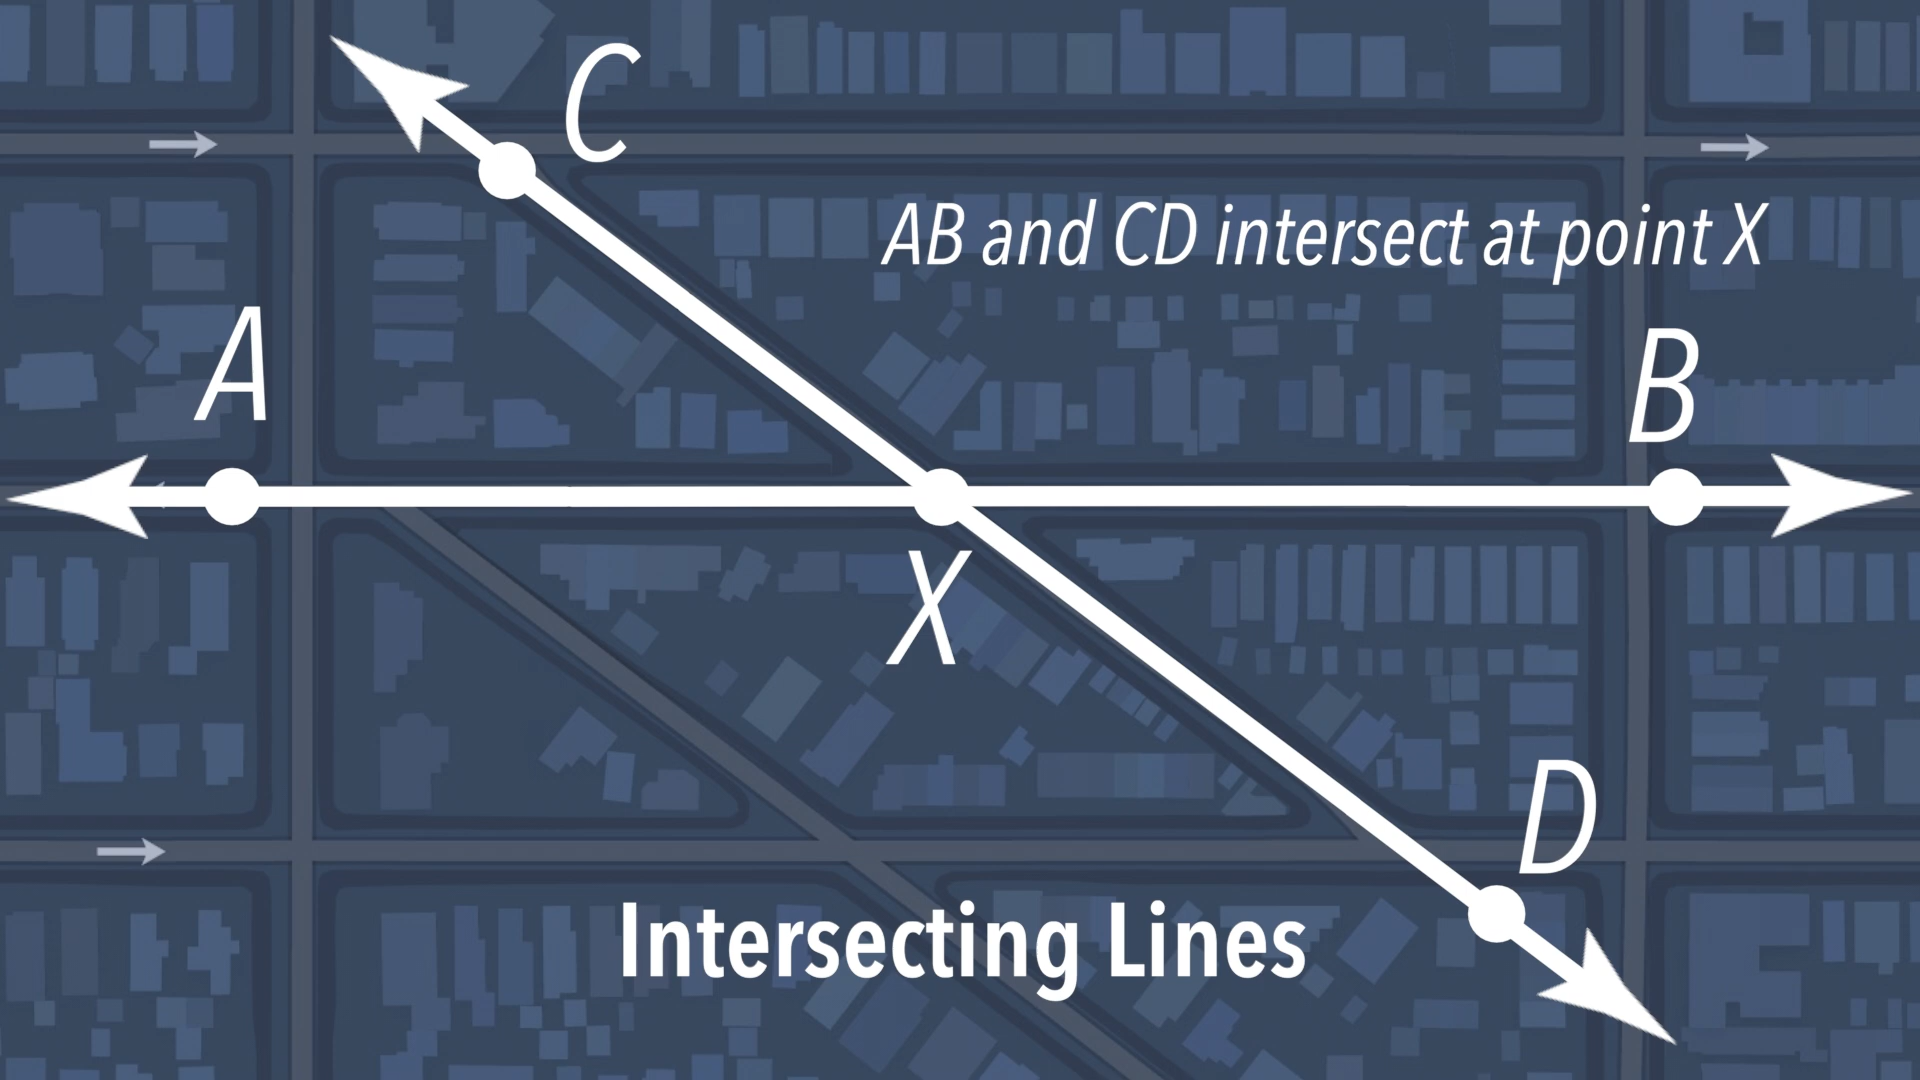 C
AB and CD intersect at point X
A
B
X
D
Intersecting Lines